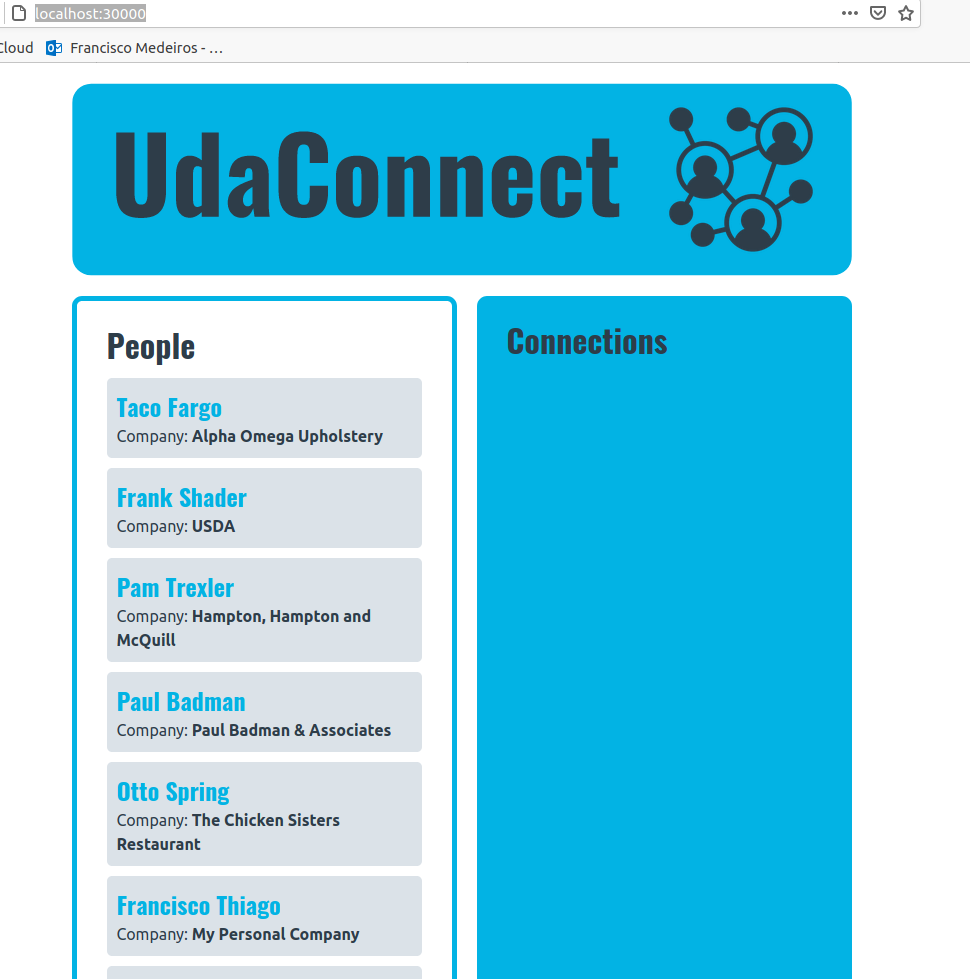 localhost:30000
Cloud Francisco Medeiros - …
UdaConnect
People
Taco Fargo
Company: Alpha Omega Upholstery
Frank Shader
Company: USDA
Pam Trexler
Company: Hampton, Hampton and
McQuill
Paul Badman
Company: Paul Badman & Associates
Otto Spring
Company: The Chicken Sisters
Restaurant
Francisco Thiago
Company: My Personal Company
Connections